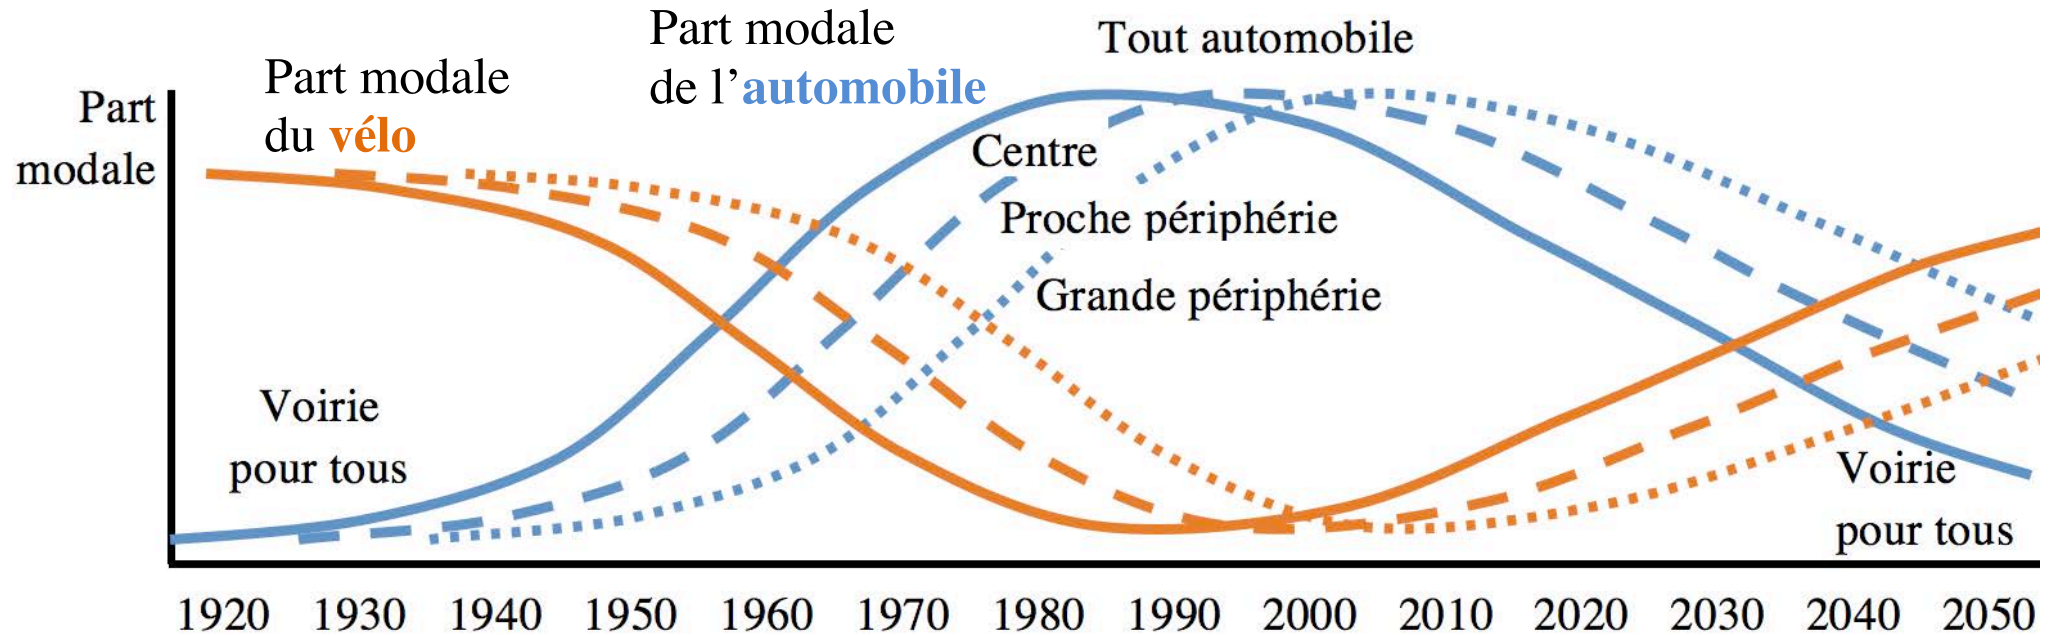 Part modale
du vélo
Part modale
de l’automobile
Tout automobile
Part
modale
Centre
Proche périphérie
Grande périphérie
Voirie
pour tous
Voirie
pour tous
1920 1930 1940 1950 1960 1970 1980 1990 2000 2010 2020 2030 2040 2050